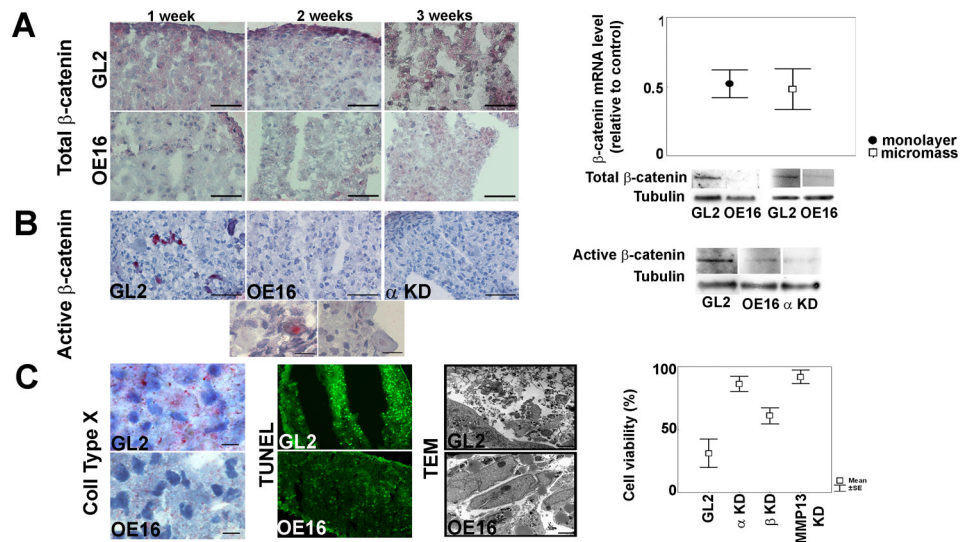 A
1 week
2 weeks
3 weeks
Total β-catenin
GL2
OE16
β-catenin mRNA level
(relative to control)
1
0.5
0
monolayer
micromass
Total β-catenin
Tubulin
GL2 OE16 GL2 OE16
B
Active β-catenin
GL2
OE16
α KD
Active β-catenin
Tubulin
GL2 OE16 α KD
C
Coll Type X
GL2
OE16
TUNEL
GL2
OE16
TEM
GL2
OE16
Cell viability (%)
100
50
0
GL2
α KD
β KD
MMP13
KD
Mean
±SE